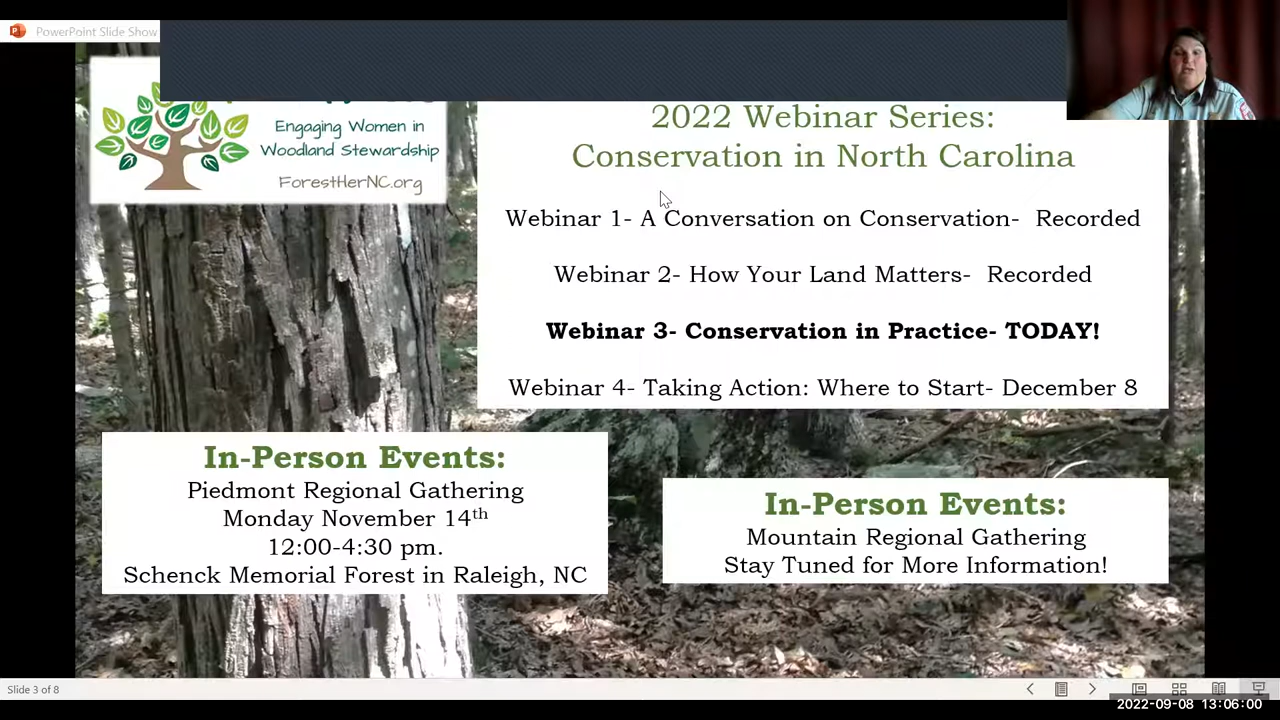 PowerPoint Slide Show
Engaging Women in
Woodland Stewardship
ForestHerNC.org
2022 Webinar Series:
Conservation in North Carolina
Webinar 1- A Conversation on Conservation- Recorded
Webinar 2- How Your Land Matters- Recorded
Webinar 3- Conservation in Practice- TODAY!
Webinar 4- Taking Action: Where to Start- December 8
In-Person Events:
Piedmont Regional Gathering
Monday November 14th
12:00-4:30 pm.
Schenck Memorial Forest in Raleigh, NC
In-Person Events:
Mountain Regional Gathering
Stay Tuned for More Information!
Slide 3 of 8
2022-09-08 13:06:00